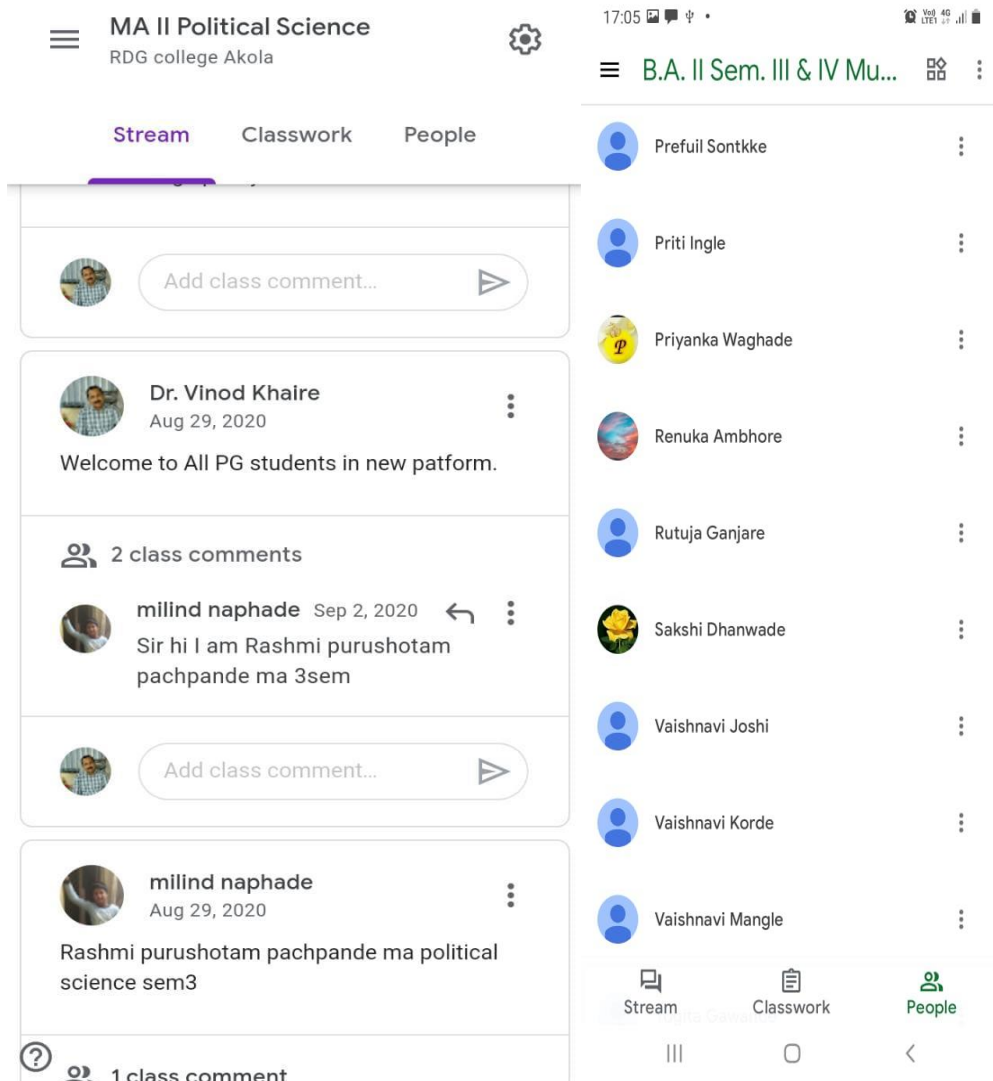 MA II Political Science
RDG college Akola
Stream Classwork People
Add class comment...
Dr. Vinod Khaire
Aug 29, 2020
Welcome to All PG students in new patform.
2 class comments
milind naphade Sep 2, 2020
Sir hi I am Rashmi purushotam
pachpande ma 3sem
Add class comment...
milind naphade
Aug 29, 2020
Rashmi purushotam pachpande ma political
science sem3
1 class comment
17:05
Vo) 4G
LTE1
B.A. II Sem. III & IV Mu...
Prefuil Sontkke
Priti Ingle
Priyanka Waghade
P
Renuka Ambhore
Rutuja Ganjare
Sakshi Dhanwade
Vaishnavi Joshi
Vaishnavi Korde
Vaishnavi Mangle
Stream Classwork People